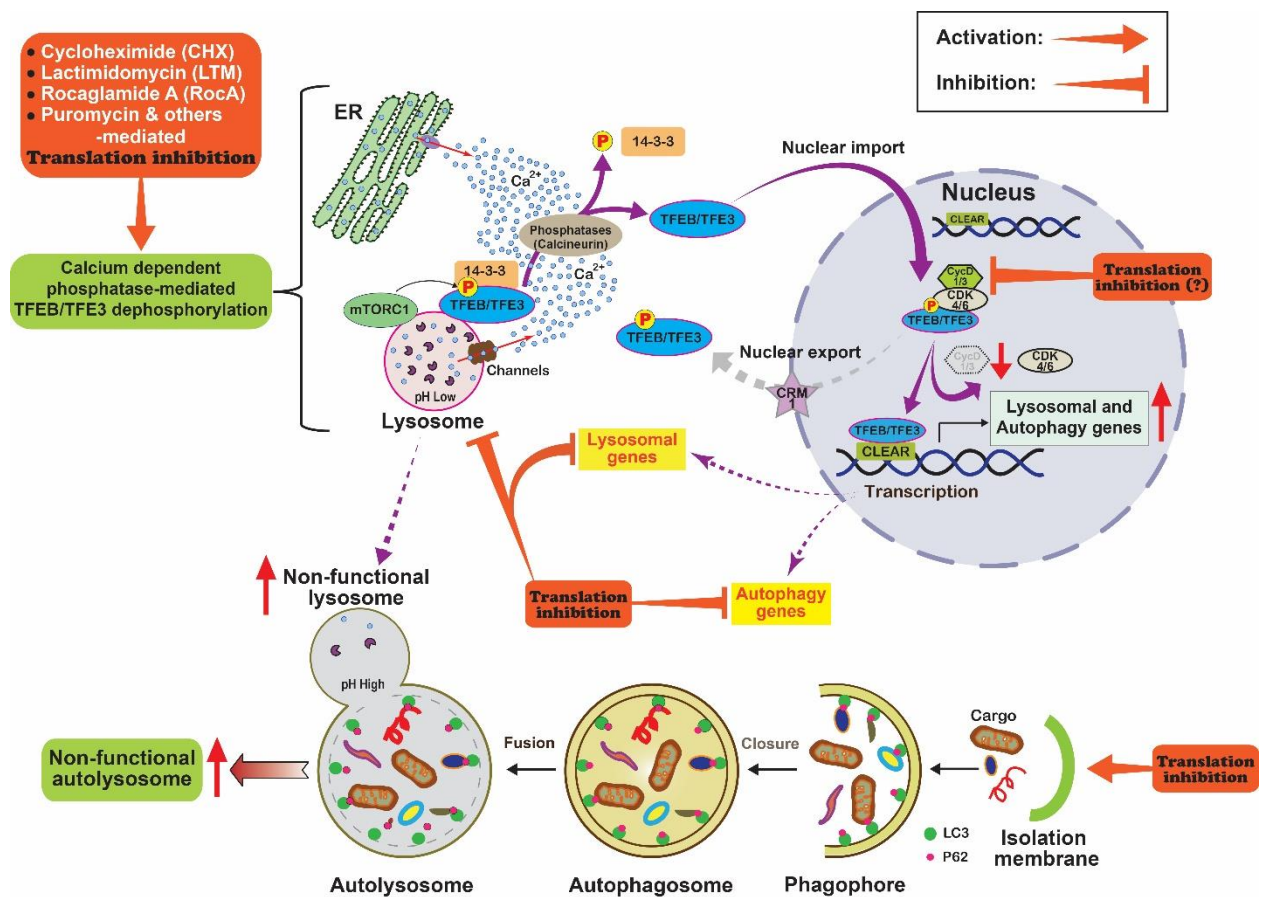 Cycloheximide (CHX)
Lactimidomycin (LTM)
Rocaglamide A (RocA)
Puromycin & others
-mediated
Translation inhibition
Calcium dependent
phosphatase-mediated
TFEB/TFE3 dephosphorylation
ER
Ca2+
P
14-3-3
Phosphatases
(Calcineurin)
TFEB/TFE3
Ca2+
14-3-3
P
TFEB/TFE3
mTORC1
pH Low
Channels
Lysosome
P
TFEB/TFE3
Activation:
Inhibition:
Nuclear import
Nucleus
CLEAR
CycD
1/3
CDK
4/6
P
TFEB/TFE3
Translation
inhibition (?)
Nuclear export
CRM
1
CycD
1/3
CDK
4/6
Lysosomal and
Autophagy genes
TFEB/TFE3
CLEAR
Transcription
Lysosomal
genes
Autophagy
genes
Translation
inhibition
Non-functional
lysosome
pH High
Non-functional
autolysosome
Fusion
Closure
Cargo
Translation
inhibition
LC3
P62
Isolation
membrane
Autolysosome
Autophagosome
Phagophore